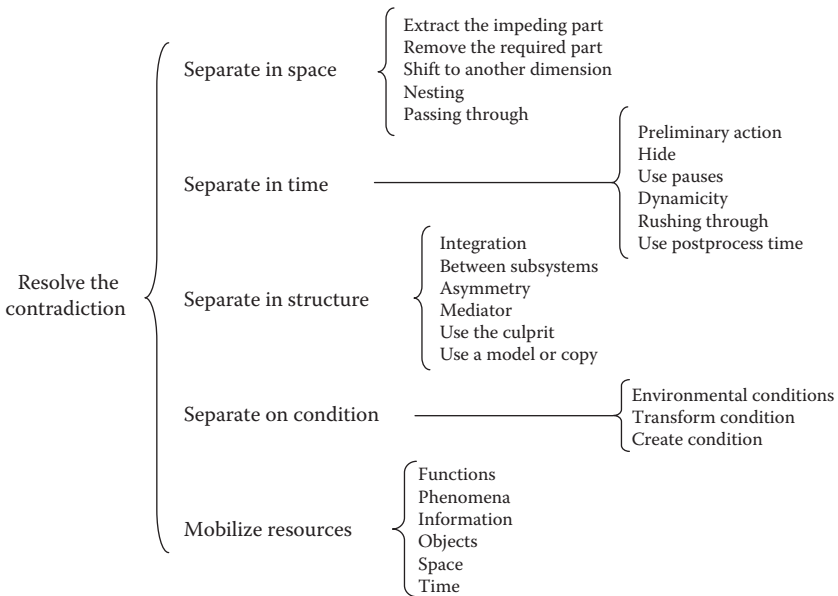 Resolve the
contradiction
Separate in space
Extract the impeding part
Remove the required part
Shift to another dimension
Nesting
Passing through
Separate in time
Preliminary action
Hide
Use pauses
Dynamicity
Rushing through
Use postprocess time
Separate in structure
Integration
Between subsystems
Asymmetry
Mediator
Use the culprit
Use a model or copy
Separate on condition
Environmental conditions
Transform condition
Create condition
Mobilize resources
Functions
Phenomena
Information
Objects
Space
Time